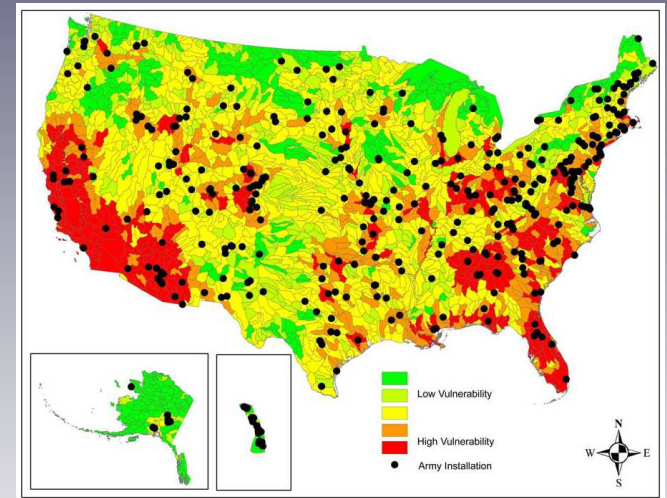 Low Vulnerability
High Vulnerability
Army Installation
N
W E
S